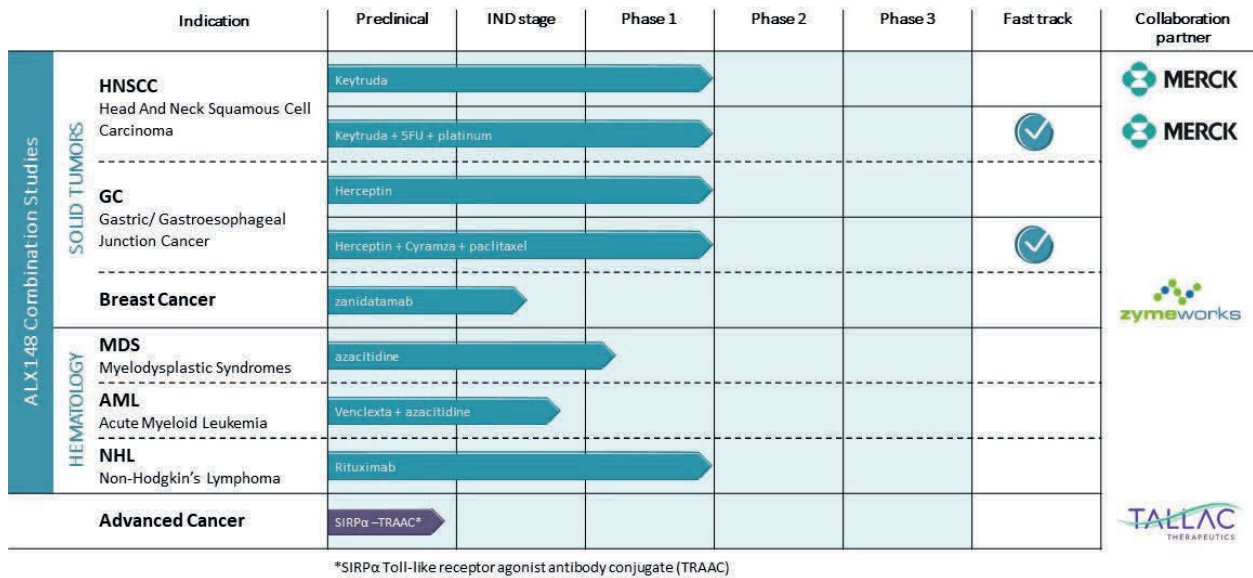 Indication Preclinical IND stage Phase 1 Phase 2 Phase 3 Fast track Collaboration partner
ALX148 Combination Studies
SOLID TUMORS
HNSCC
Head And Neck Squamous Cell
Carcinoma
Keytruda
MERCK
Keytruda + 5FU + platinum
MERCK
GC
Gastric/ Gastroesophageal
Junction Cancer
Herceptin
Herceptin + Cyramza + paclitaxel
Breast Cancer
zanidatamab
zymeworks
HEMATOLOGY
MDS
Myelodysplastic Syndromes
azacitidine
AML
Acute Myeloid Leukemia
Venclexta + azacitidine
NHL
Non-Hodgkin's Lymphoma
Rituximab
Advanced Cancer
SIRPα –TRAAC*
TALLAC
THERAPEUTICS
*SIRPα Toll-like receptor agonist antibody conjugate (TRAAC)